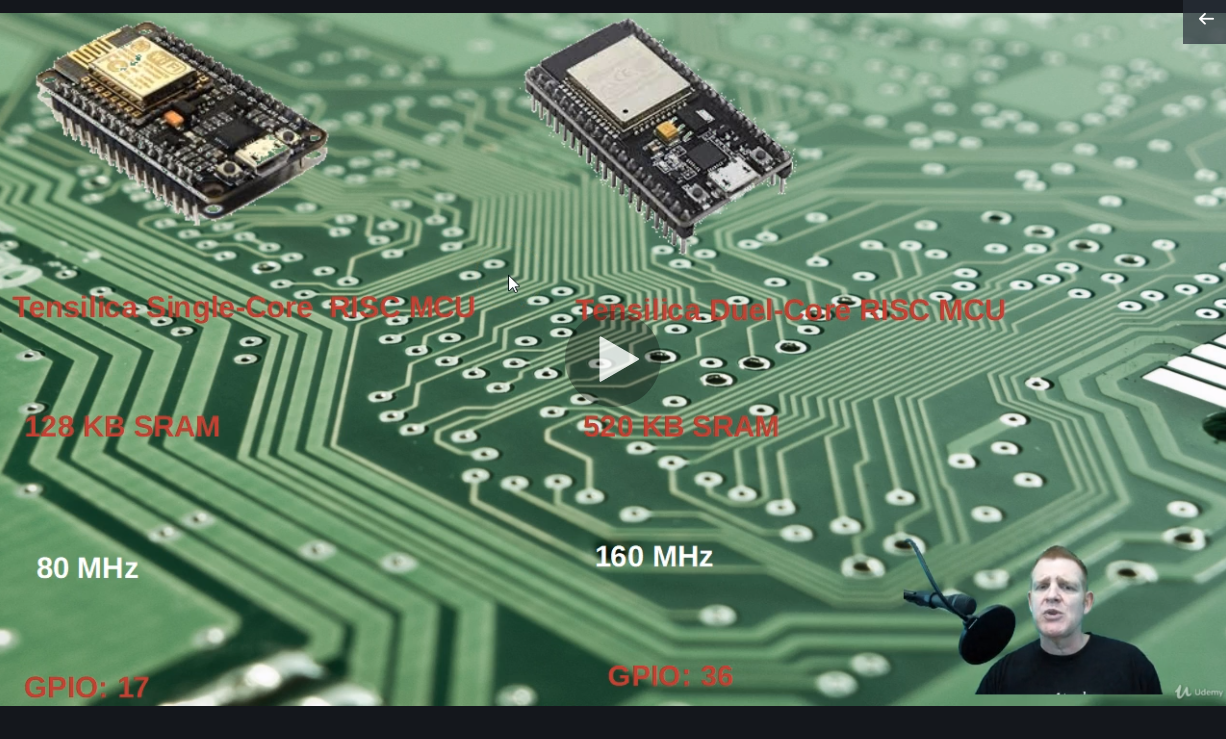 Tensilica Single-Core RISC MCU
Tensilica Duel-Core RISC MCU
128 KB SRAM
520 KB SRAM
80 MHz
160 MHz
GPIO: 17
GPIO: 36
Udemy